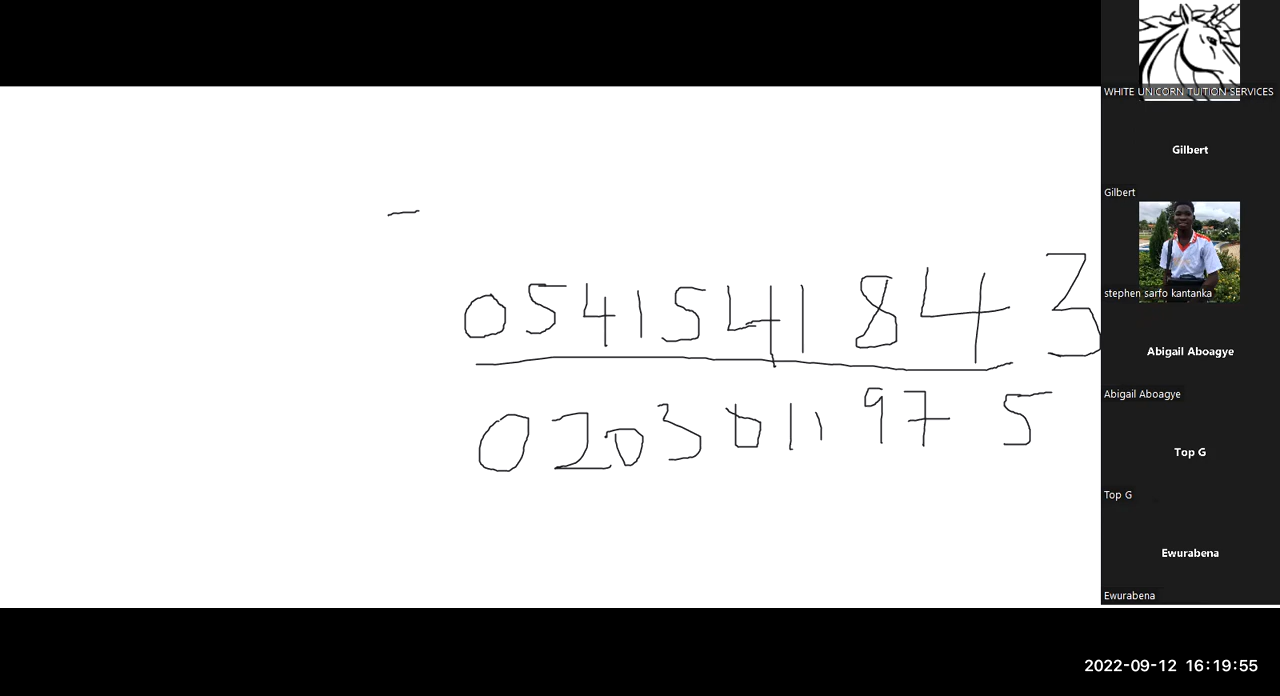 0541541843
0203011975
WHITE UNICORN TUITION SERVICES
Gilbert
Gilbert
stephen sarfo kantanka
Abigail Aboagye
Abigail Aboagye
Top G
Top G
Ewurabena
Ewurabena
2022-09-12 16:19:55